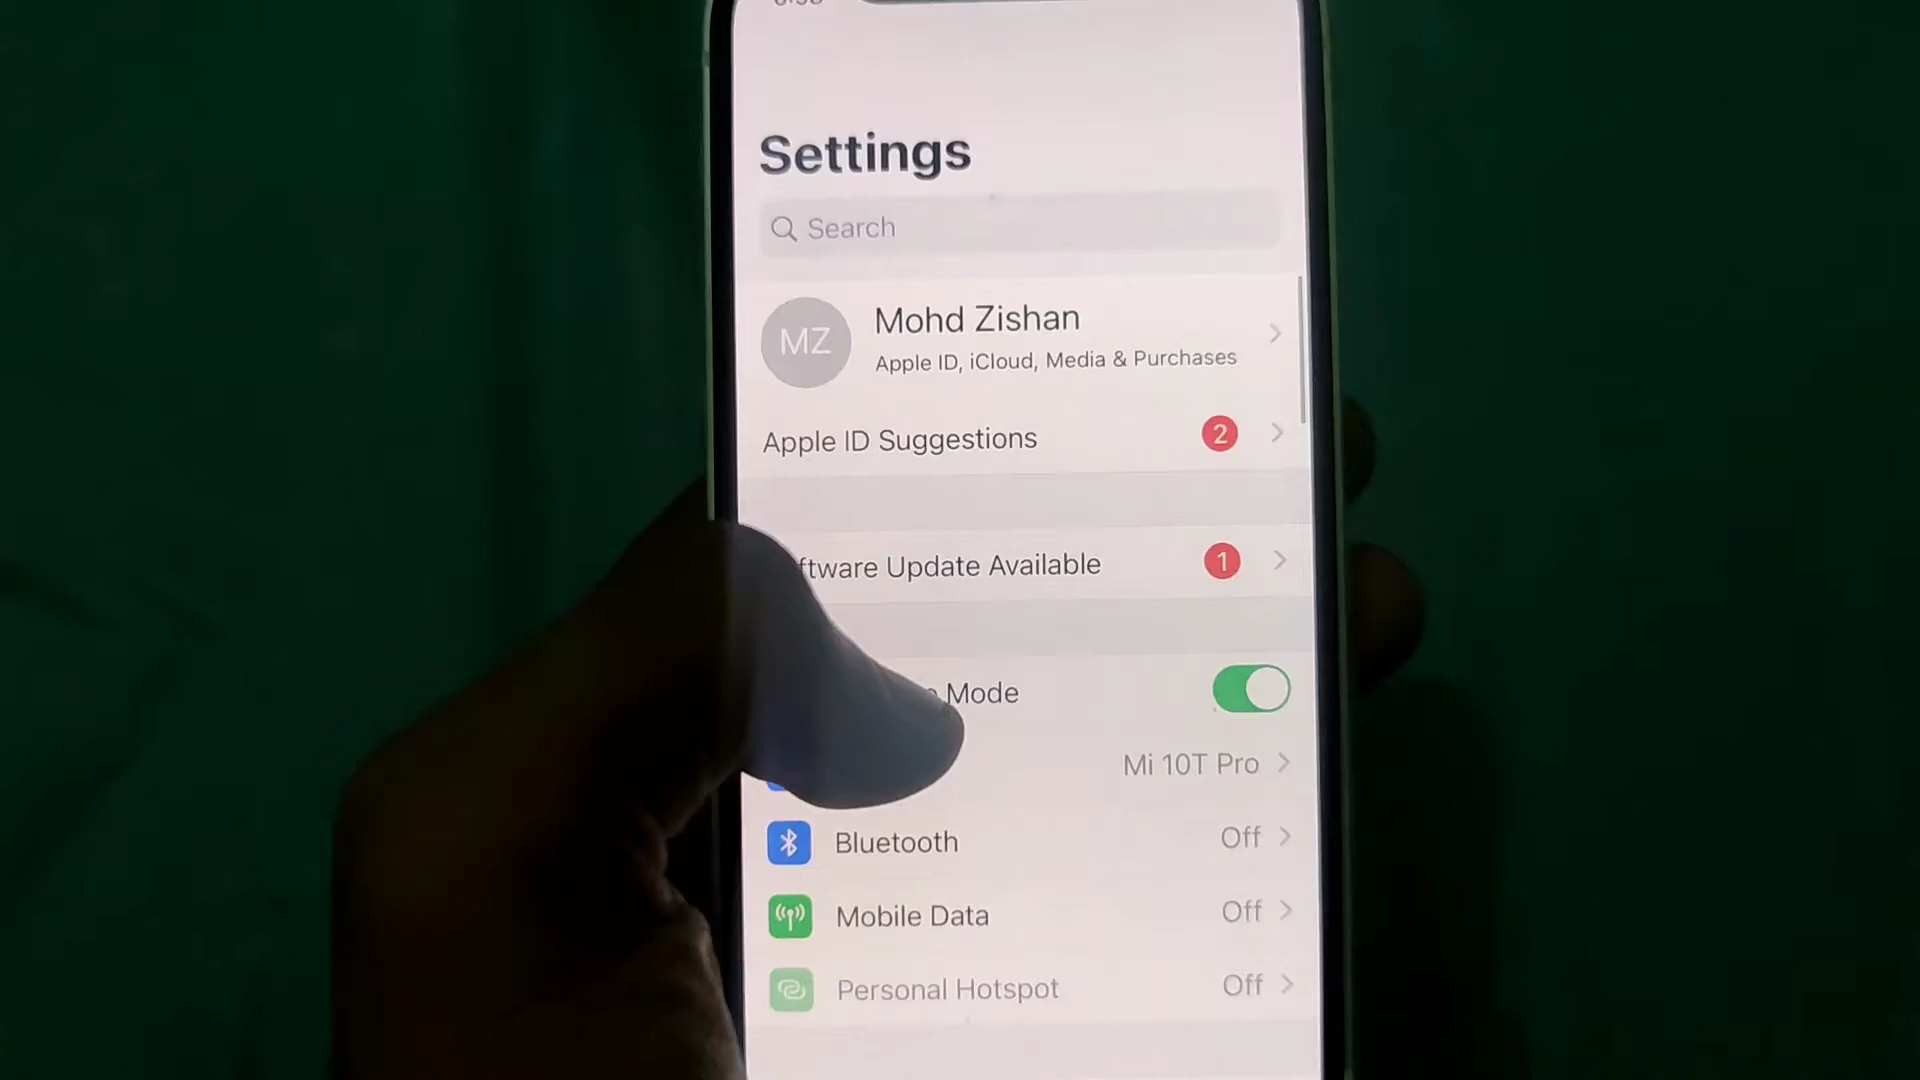 Settings
Search
MZ
Mohd Zishan
Apple ID, iCloud, Media & Purchases
Apple ID Suggestions 2
Update Available 1
Mode
Mi 10T Pro
Bluetooth Off
Mobile Data Off
Personal Hotspot Off